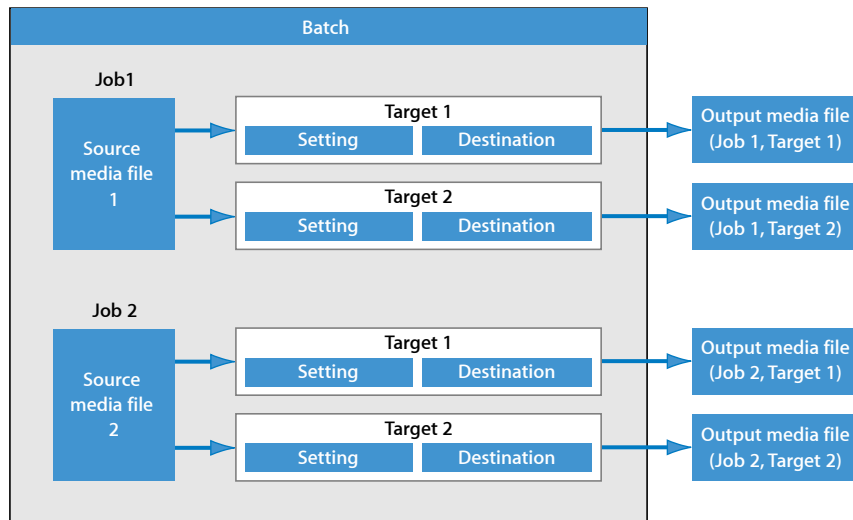 Batch
Job1
Source
media file
1
Target 1
Setting
Destination
Output media file
(Job 1, Target 1)
Target 2
Setting
Destination
Output media file
(Job 1, Target 2)
Job 2
Source
media file
2
Target 1
Setting
Destination
Output media file
(Job 2, Target 1)
Target 2
Setting
Destination
Output media file
(Job 2, Target 2)